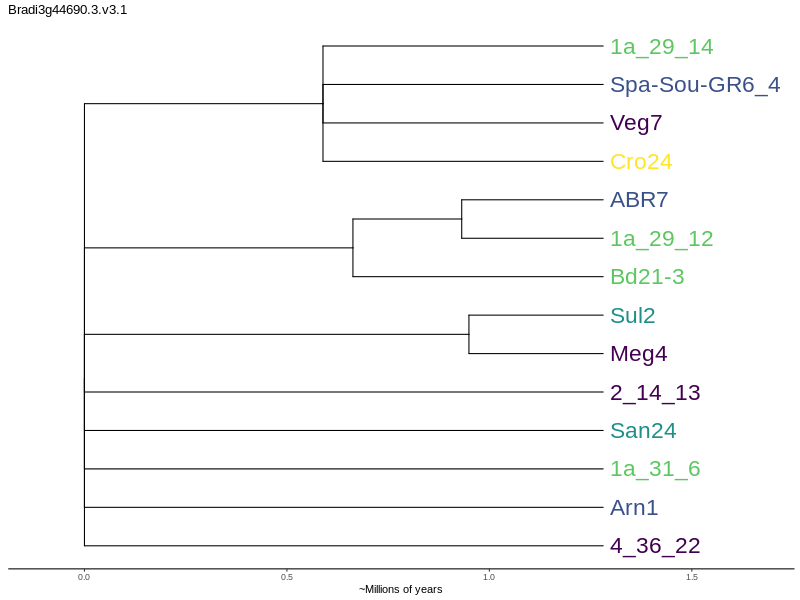 Bradi3g44690.3.v3.1
1a_29_14
Spa-Sou-GR6_4
Veg7
Cro24
ABR7
1a_29_12
Bd21-3
Sul2
Meg4
2_14_13
San24
1a_31_6
Arn1
4_36_22
0.0 0.5 1.0 1.5
~Millions of years